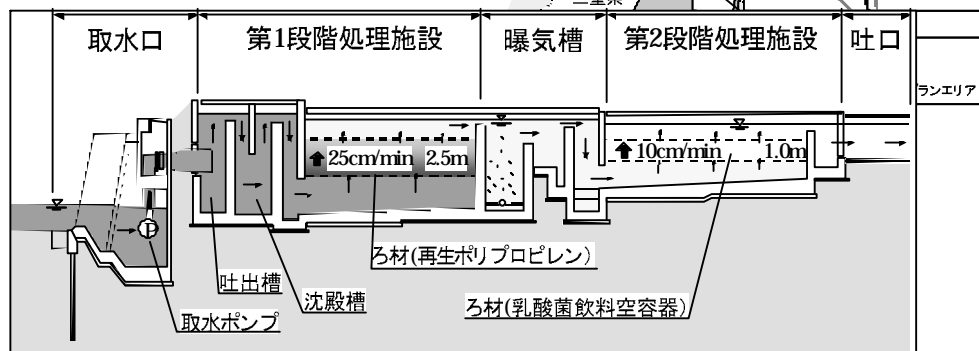 取水口
第1段階処理施設
曝気槽
第2段階処理施設
吐口
ランエリア
25cm/min
2.5m
10cm/min
1.0m
P
ろ材(再生ポリプロピレン)
吐出槽
沈殿槽
ろ材(乳酸菌飲料空容器)
取水ポンプ